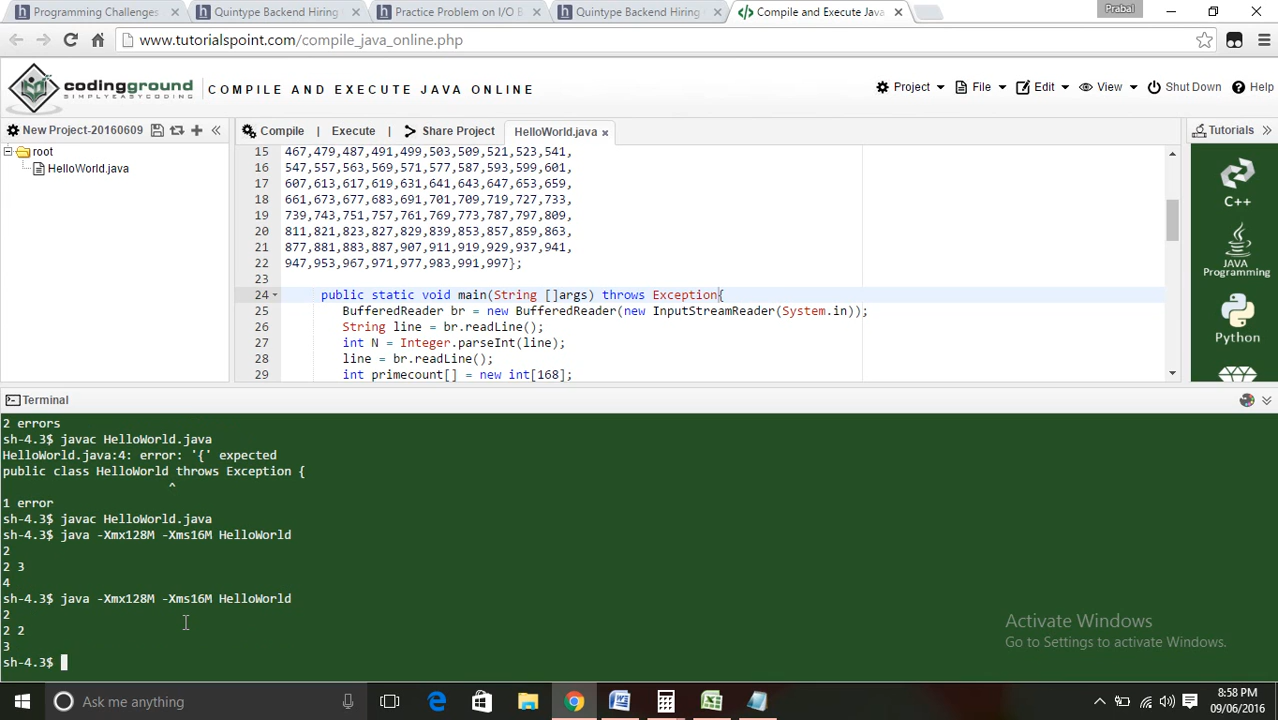 Programming Challenges
Quintype Backend Hiring
Practice Problem on I/O B
Quintype Backend Hiring
Compile and Execute Java
Prabal
www.tutorialspoint.com/compile_java_online.php
codingground
SIMPLYEASYCODING
COMPILE AND EXECUTE JAVA ONLINE
Project
File
Edit
View
Shut Down
Help
New Project-20160609
Compile
Execute
Share Project
HelloWorld.java
Tutorials
root
HelloWorld.java
15 467,479,487,491,499,503,509,521,523,541,
16 547,557,563,569,571,577,587,593,599,601,
17 607,613,617,619,631,641,643,647,653,659,
18 661,673,677,683,691,701,709,719,727,733,
19 739,743,751,757,761,769,773,787,797,809,
20 811,821,823,827,829,839,853,857,859,863,
21 877,881,883,887,907,911,919,929,937,941,
22 947,953,967,971,977,983,991,997};
23
24 public static void main(String []args) throws Exception{
25 BufferedReader br = new BufferedReader(new InputStreamReader(System.in));
26 String line = br.readLine();
27 int N = Integer.parseInt(line);
28 line = br.readLine();
29 int primecount[] = new int[168];
C++
JAVA
Programming
Python
Terminal
2 errors
sh-4.3$ javac HelloWorld.java
HelloWorld.java:4: error: '{' expected
public class HelloWorld throws Exception {
^
1 error
sh-4.3$ javac HelloWorld.java
sh-4.3$ java -Xmx128M -Xms16M HelloWorld
2
2 3
4
sh-4.3$ java -Xmx128M -Xms16M HelloWorld
2
2 2
3
sh-4.3$
Activate Windows
Go to Settings to activate Windows.
Ask me anything
8:58 PM
09/06/2016